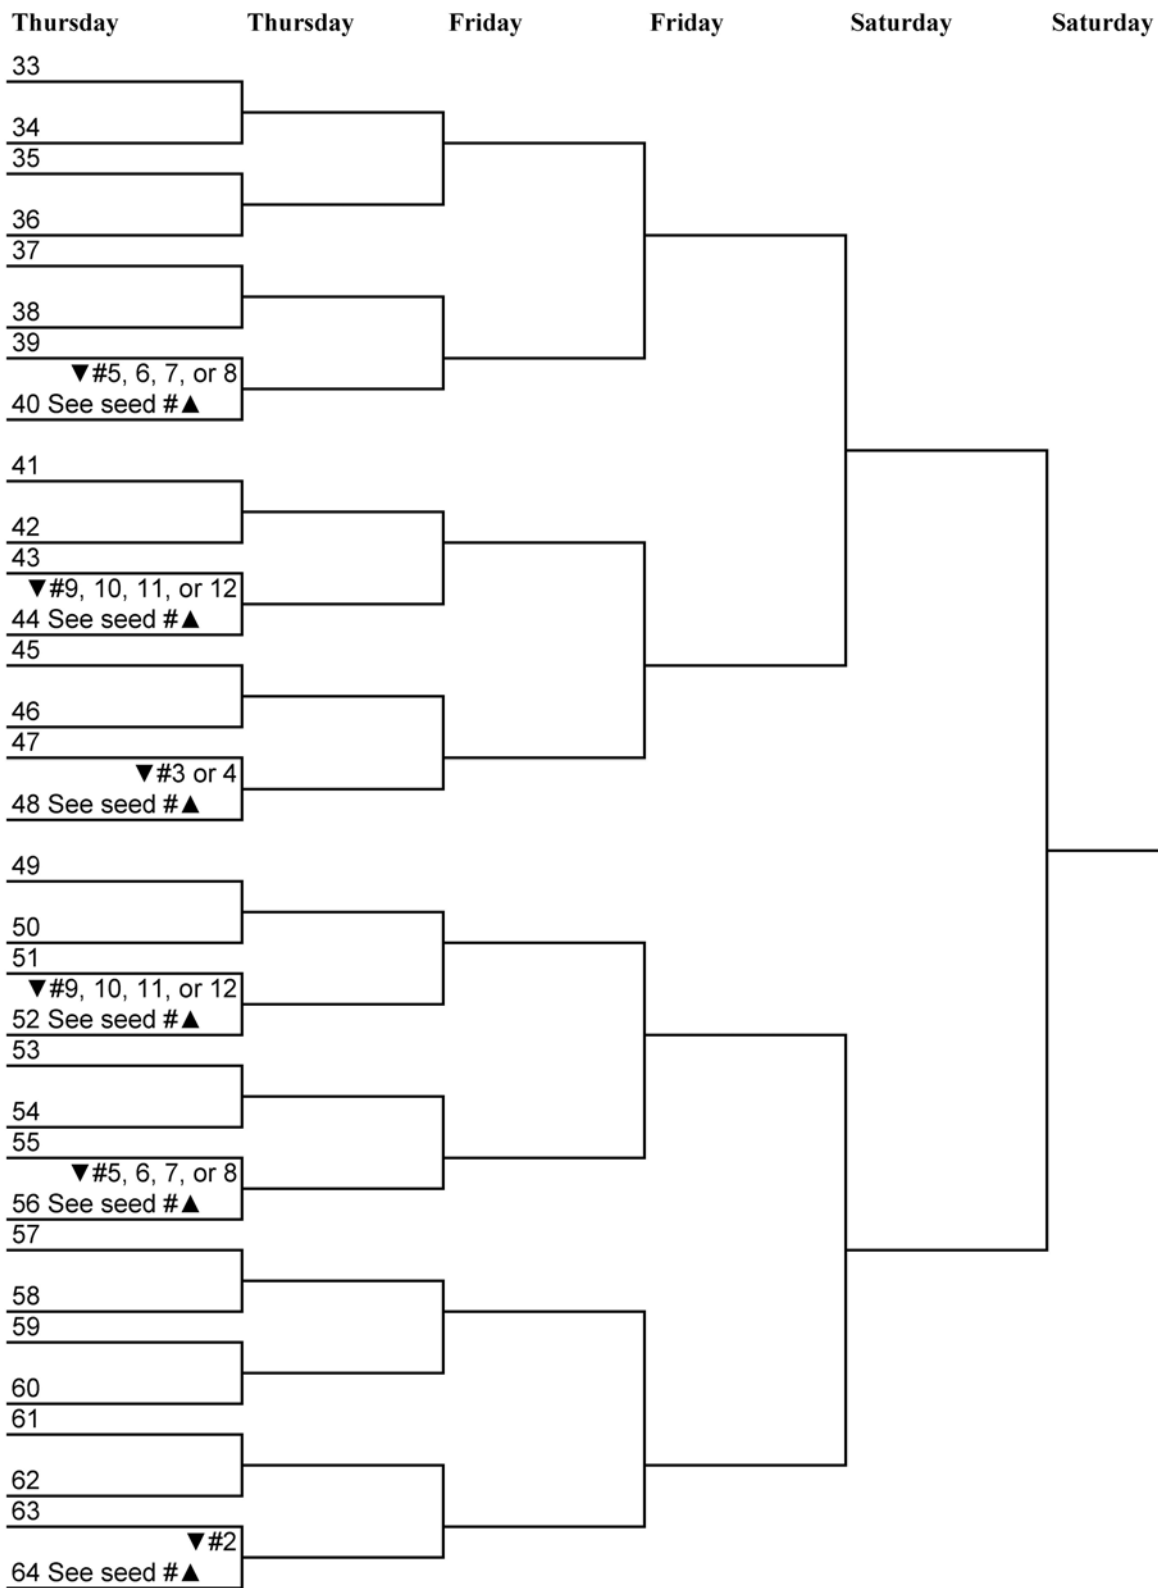 Thursday Thursday Friday Friday Saturday Saturday
33
34
35
36
37
38
39
▼#5, 6, 7, or 8
40 See seed #▲
41
42
43
▼#9, 10, 11, or 12
44 See seed #▲
45
46
47
▼#3 or 4
48 See seed #▲
49
50
51
▼#9, 10, 11, or 12
52 See seed #▲
53
54
55
▼#5, 6, 7, or 8
56 See seed #▲
57
58
59
60
61
62
63
▼#2
64 See seed #▲